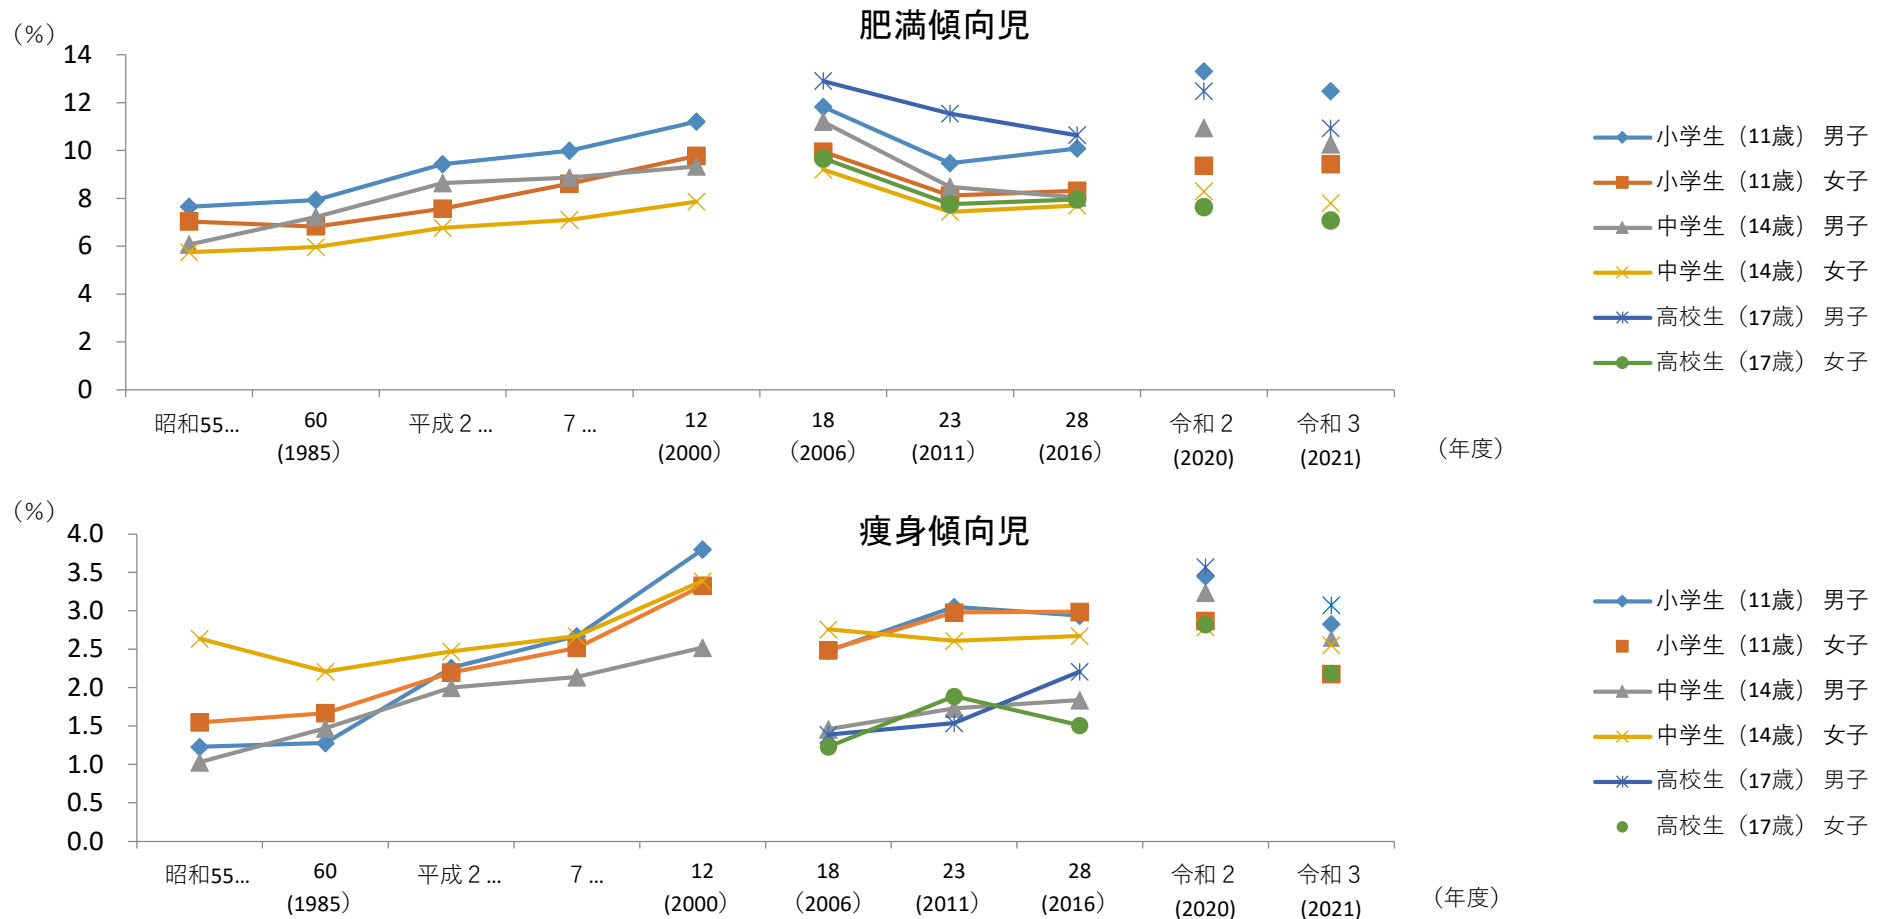 肥満傾向児
（%）
14
12
10
8
6
4
2
0
昭和55... 60 平成２... ７... 12 18 23 28 令和２ 令和３
(1985） (2000） （2006） (2011） (2016） (2020) (2021)
（年度）
小学生（11歳） 男子
小学生（11歳） 女子
中学生（14歳） 男子
中学生（14歳） 女子
高校生（17歳） 男子
高校生（17歳） 女子
痩身傾向児
（%）
4.0
3.5
3.0
2.5
2.0
1.5
1.0
0.5
0.0
昭和55... 60 平成２... ７... 12 18 23 28 令和２ 令和３
(1985） (2000） （2006） (2011） (2016） (2020) (2021)
（年度）
小学生（11歳） 男子
小学生（11歳） 女子
中学生（14歳） 男子
中学生（14歳） 女子
高校生（17歳） 男子
高校生（17歳） 女子